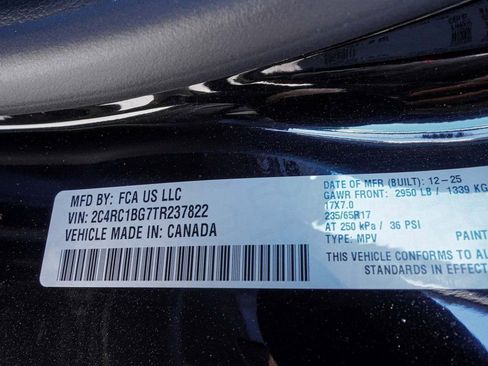 MFD BY: FCA US LLC
VIN: 2C4RC1BG7TR237822
VEHICLE MADE IN: CANADA
DATE OF MFR (BUILT): 12-25
GAWR FRONT: 2950 LB / 1339 KG
17X7.0
235/65R17
AT 250 kPa / 36 PSI
TYPE: MPV
PAINT
THIS VEHICLE CONFORMS TO AL
STANDARDS IN EFFECT